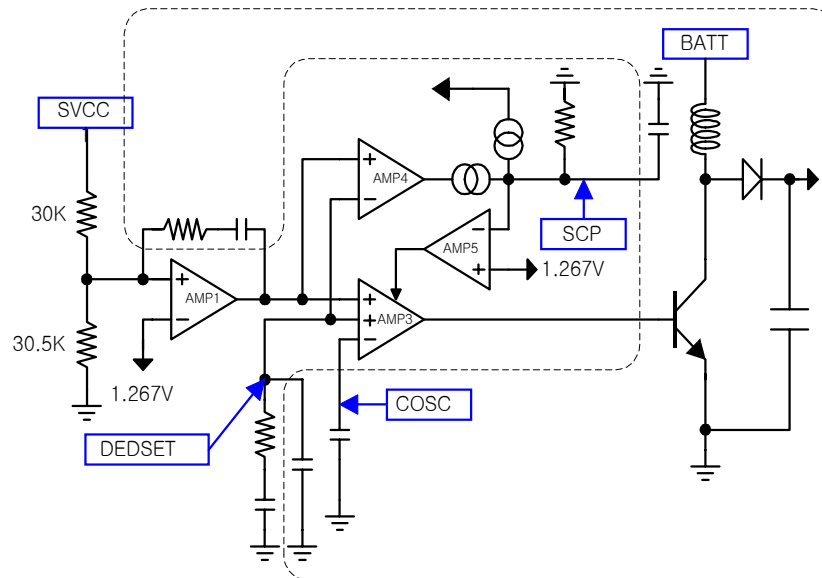 BATT
SVCC
30K
AMP4
SCP
AMP5
1.267V
AMP1
AMP3
30.5K
1.267V
COSC
DEDSET